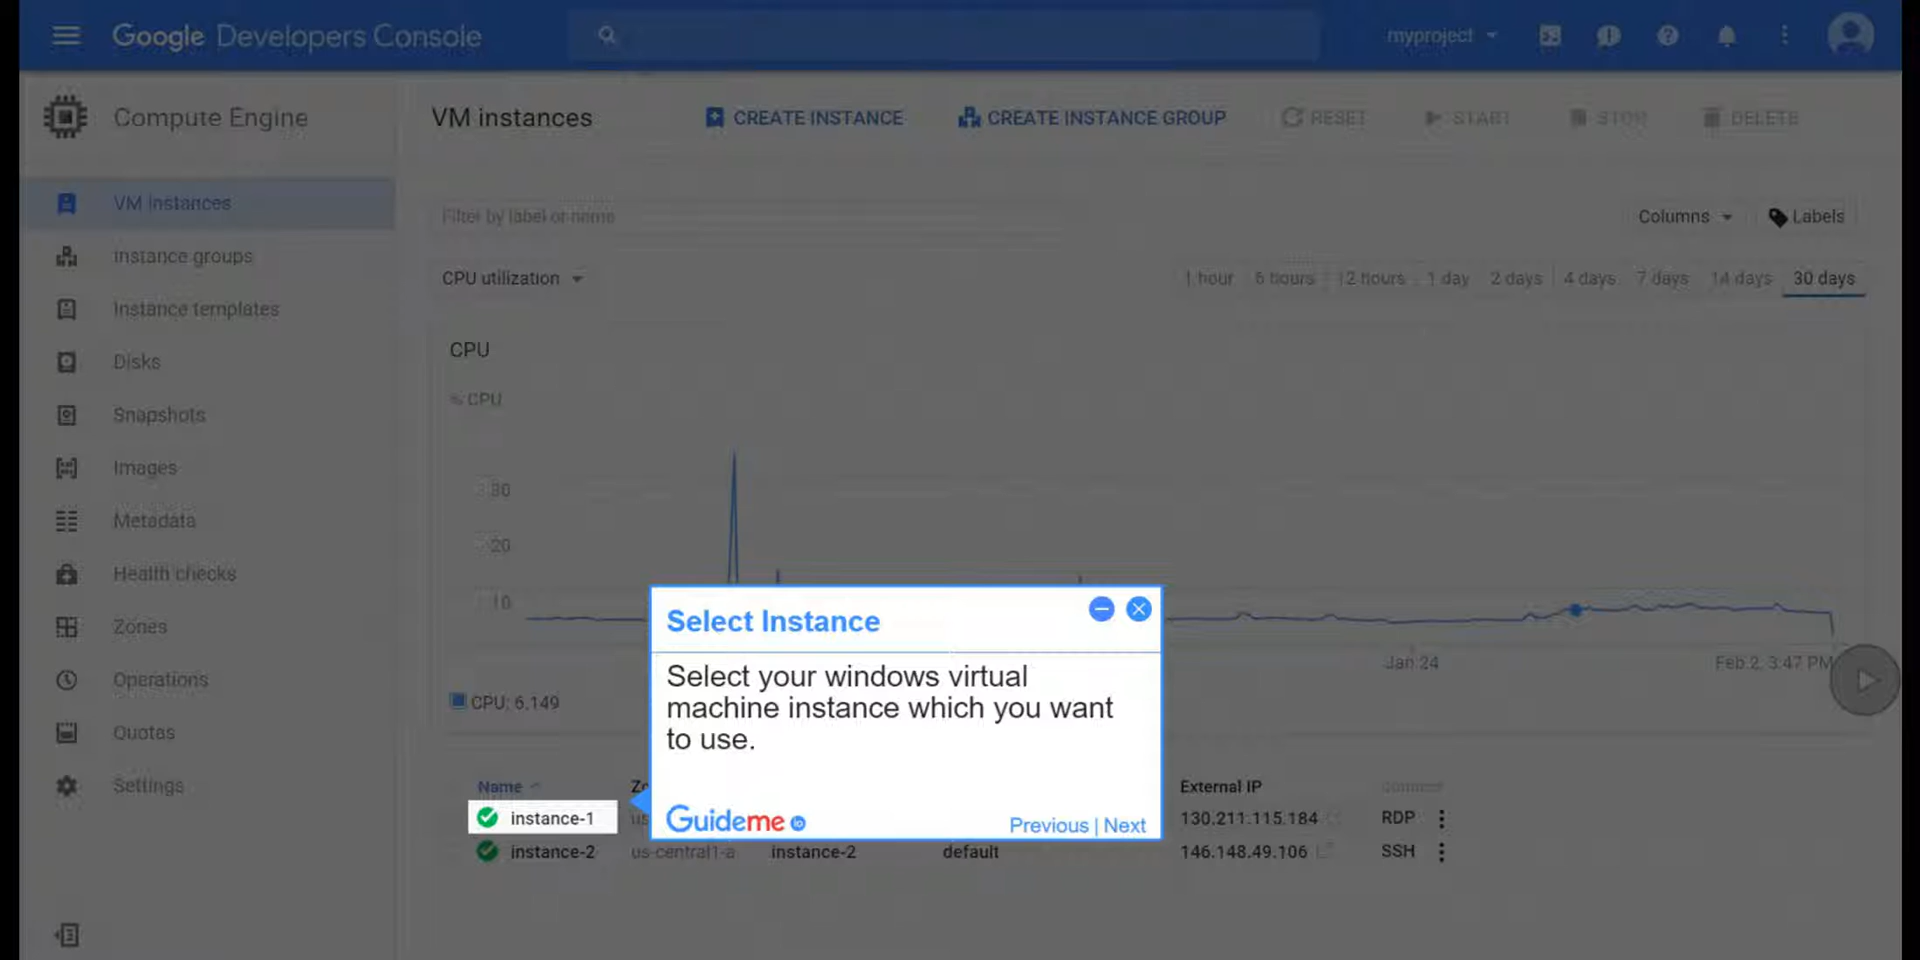 Google Developers Console
myproject
Compute Engine
VM instances
CREATE INSTANCE
CREATE INSTANCE GROUP
RESET
START
STOP
DELETE
VM instances
Instance groups
Instance templates
Disks
Snapshots
Images
Metadata
Health checks
Zones
Operations
Quotas
Settings
Filter by label or name
Columns
Labels
CPU utilization
1 hour 6 hours 12 hours 1 day 2 days 4 days 7 days 14 days 30 days
CPU
% CPU
30
20
10
Jan 24
Feb 2, 3:47 PM
CPU: 6.149
Select Instance
Select your windows virtual
machine instance which you want
to use.
Guideme io
Previous | Next
Name External IP Connect
instance-1 130.211.115.184 RDP
instance-2 us-central1-a instance-2 default 146.148.49.106 SSH